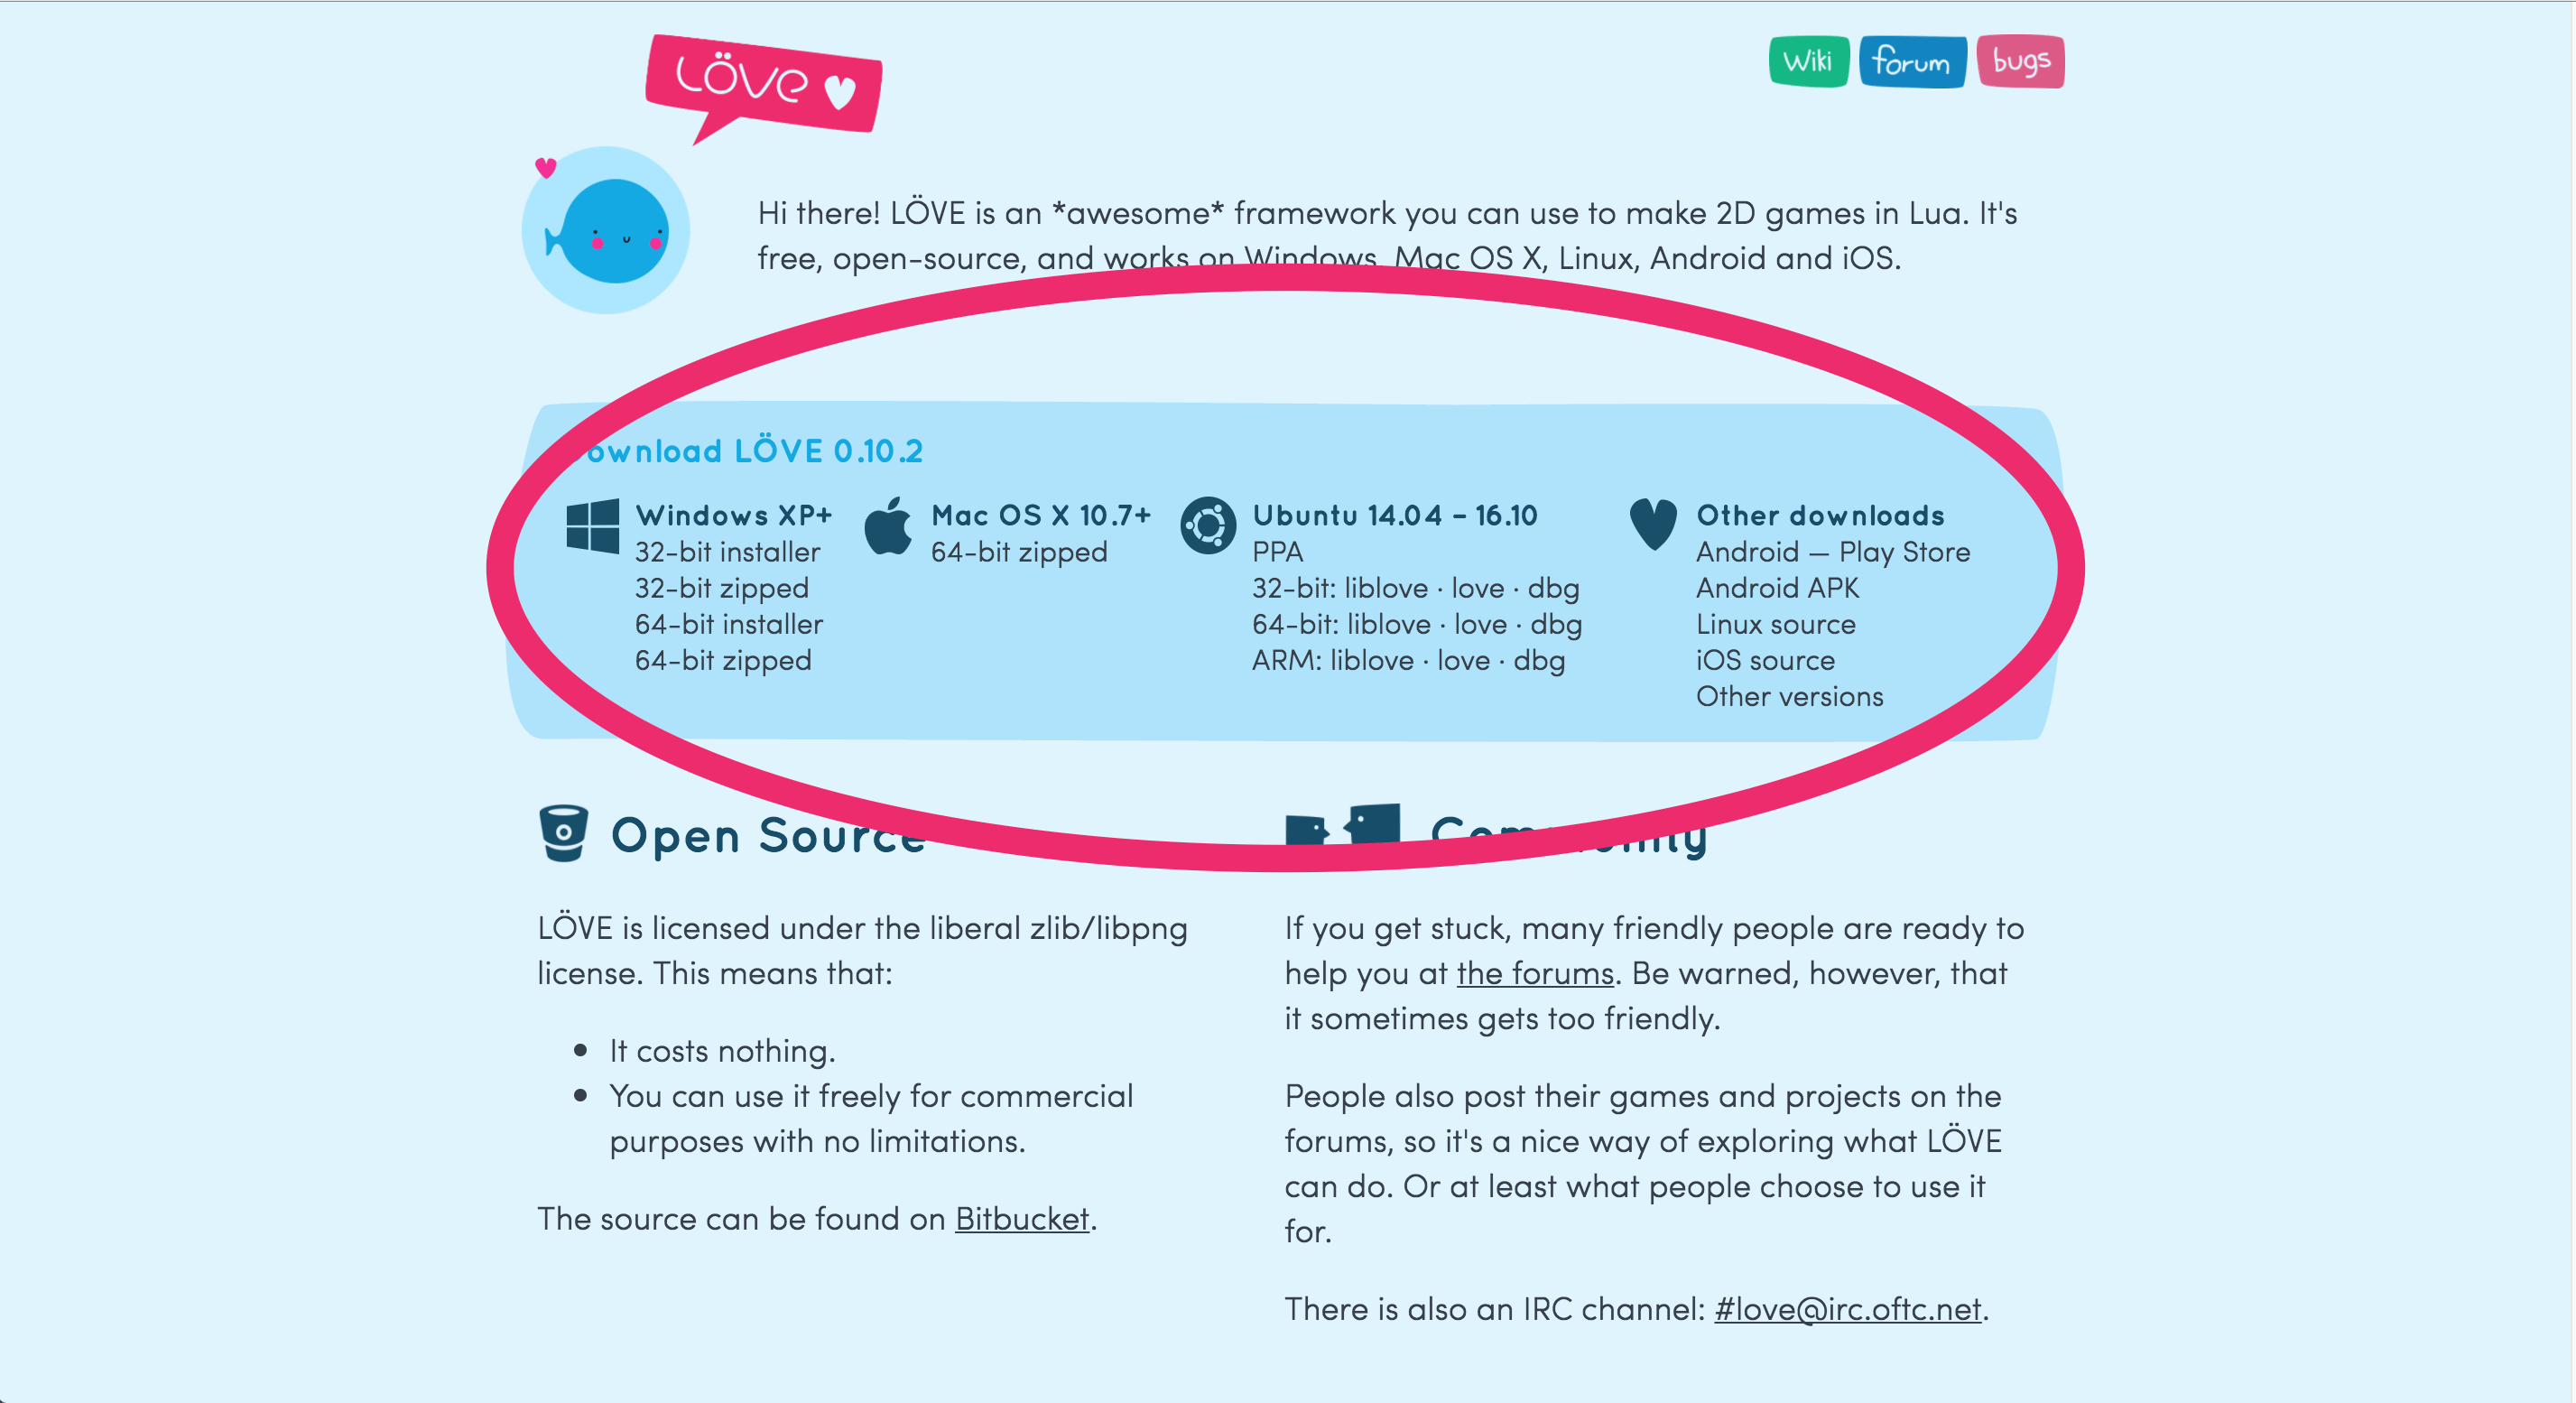 LÖVE
Wiki
forum
bugs
Hi there! LÖVE is an *awesome* framework you can use to make 2D games in Lua. It's
free, open-source, and works on Windows, Mac OS X, Linux, Android and iOS.
Download LÖVE 0.10.2
Windows XP+
32-bit installer
32-bit zipped
64-bit installer
64-bit zipped
Mac OS X 10.7+
64-bit zipped
Ubuntu 14.04 - 16.10
PPA
32-bit: liblove · love · dbg
64-bit: liblove · love · dbg
ARM: liblove · love · dbg
Other downloads
Android — Play Store
Android APK
Linux source
iOS source
Other versions
Open Source
LÖVE is licensed under the liberal zlib/libpng
license. This means that:
• It costs nothing.
• You can use it freely for commercial
purposes with no limitations.
The source can be found on Bitbucket.
Community
If you get stuck, many friendly people are ready to
help you at the forums. Be warned, however, that
it sometimes gets too friendly.
People also post their games and projects on the
forums, so it's a nice way of exploring what LÖVE
can do. Or at least what people choose to use it
for.
There is also an IRC channel: #love@irc.oftc.net.